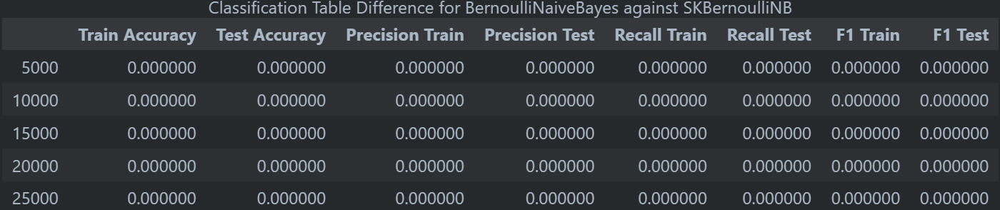 Classification Table Difference for BernoulliNaiveBayes against SKBernoulliNB
Train Accuracy Test Accuracy Precision Train Precision Test Recall Train Recall Test F1 Train F1 Test
5000 0.000000 0.000000 0.000000 0.000000 0.000000 0.000000 0.000000 0.000000
10000 0.000000 0.000000 0.000000 0.000000 0.000000 0.000000 0.000000 0.000000
15000 0.000000 0.000000 0.000000 0.000000 0.000000 0.000000 0.000000 0.000000
20000 0.000000 0.000000 0.000000 0.000000 0.000000 0.000000 0.000000 0.000000
25000 0.000000 0.000000 0.000000 0.000000 0.000000 0.000000 0.000000 0.000000